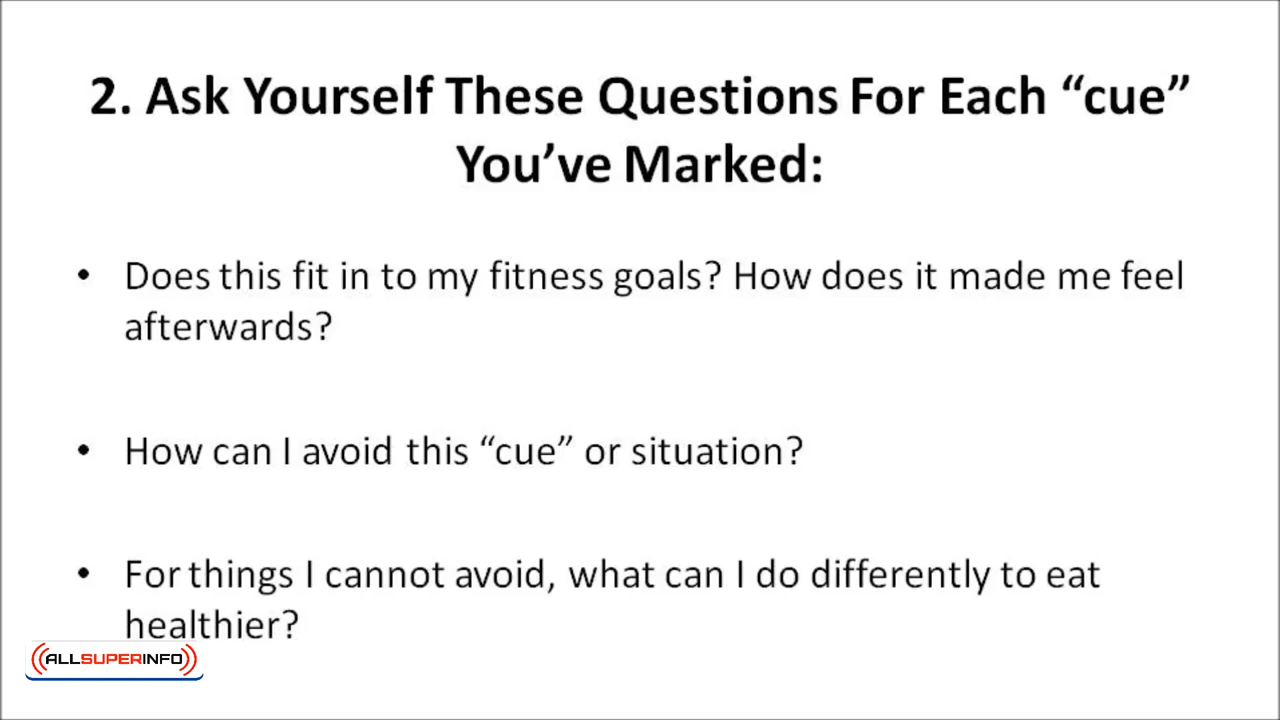 2. Ask Yourself These Questions For Each “cue”
You’ve Marked:
• Does this fit in to my fitness goals? How does it made me feel
afterwards?
• How can I avoid this “cue” or situation?
• For things I cannot avoid, what can I do differently to eat
healthier?
ALLSUPERINFO